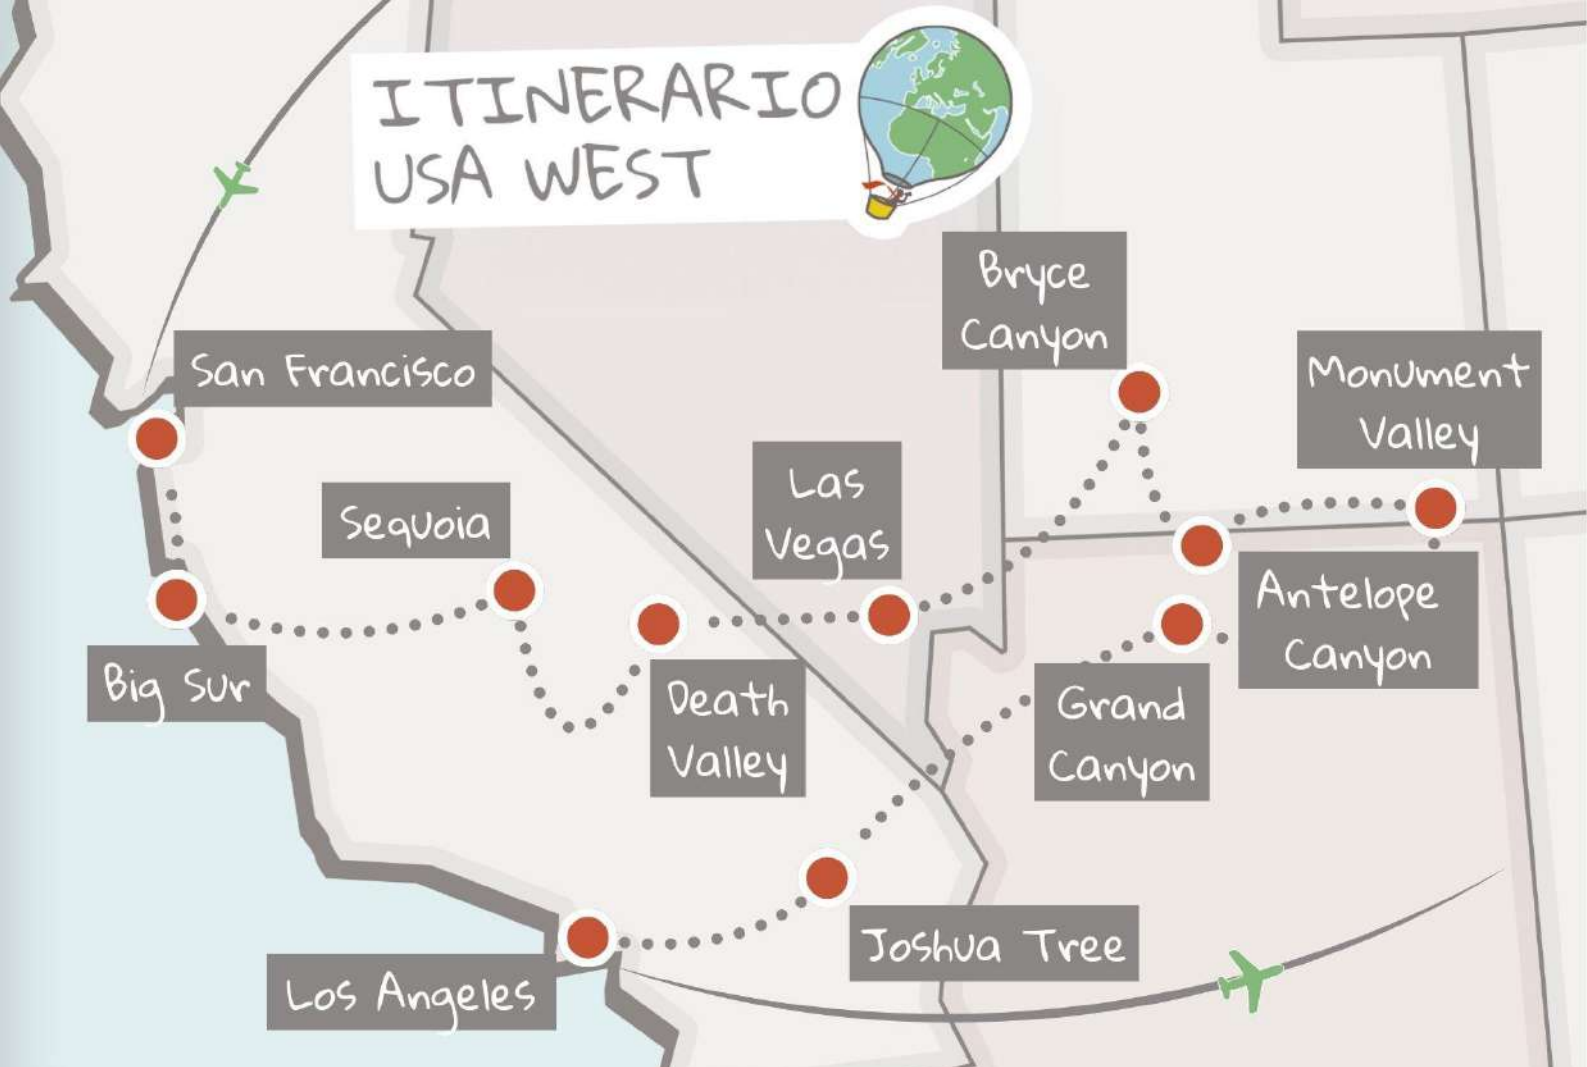 ITINERARIO
USA WEST
Bryce
Canyon
San Francisco
Monument
Valley
Las
Vegas
Sequoia
Antelope
Canyon
Big Sur
Death
Valley
Grand
Canyon
Joshua Tree
Los Angeles